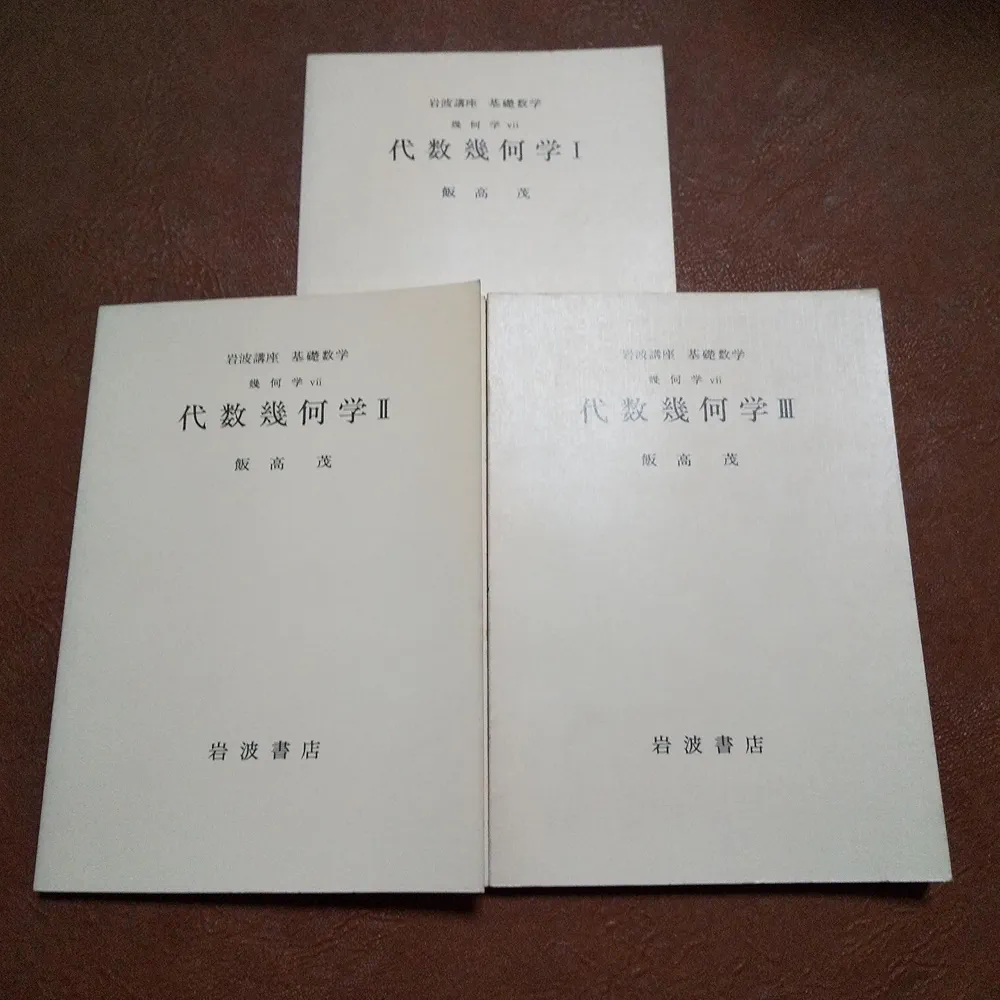 岩波講座 基礎数学
幾何学 vii
代数幾何学 I
飯高 茂
岩波講座 基礎数学
幾何学 vii
代数幾何学 II
飯高 茂
岩波書店
岩波講座 基礎数学
幾何学 vii
代数幾何学 III
飯高 茂
岩波書店